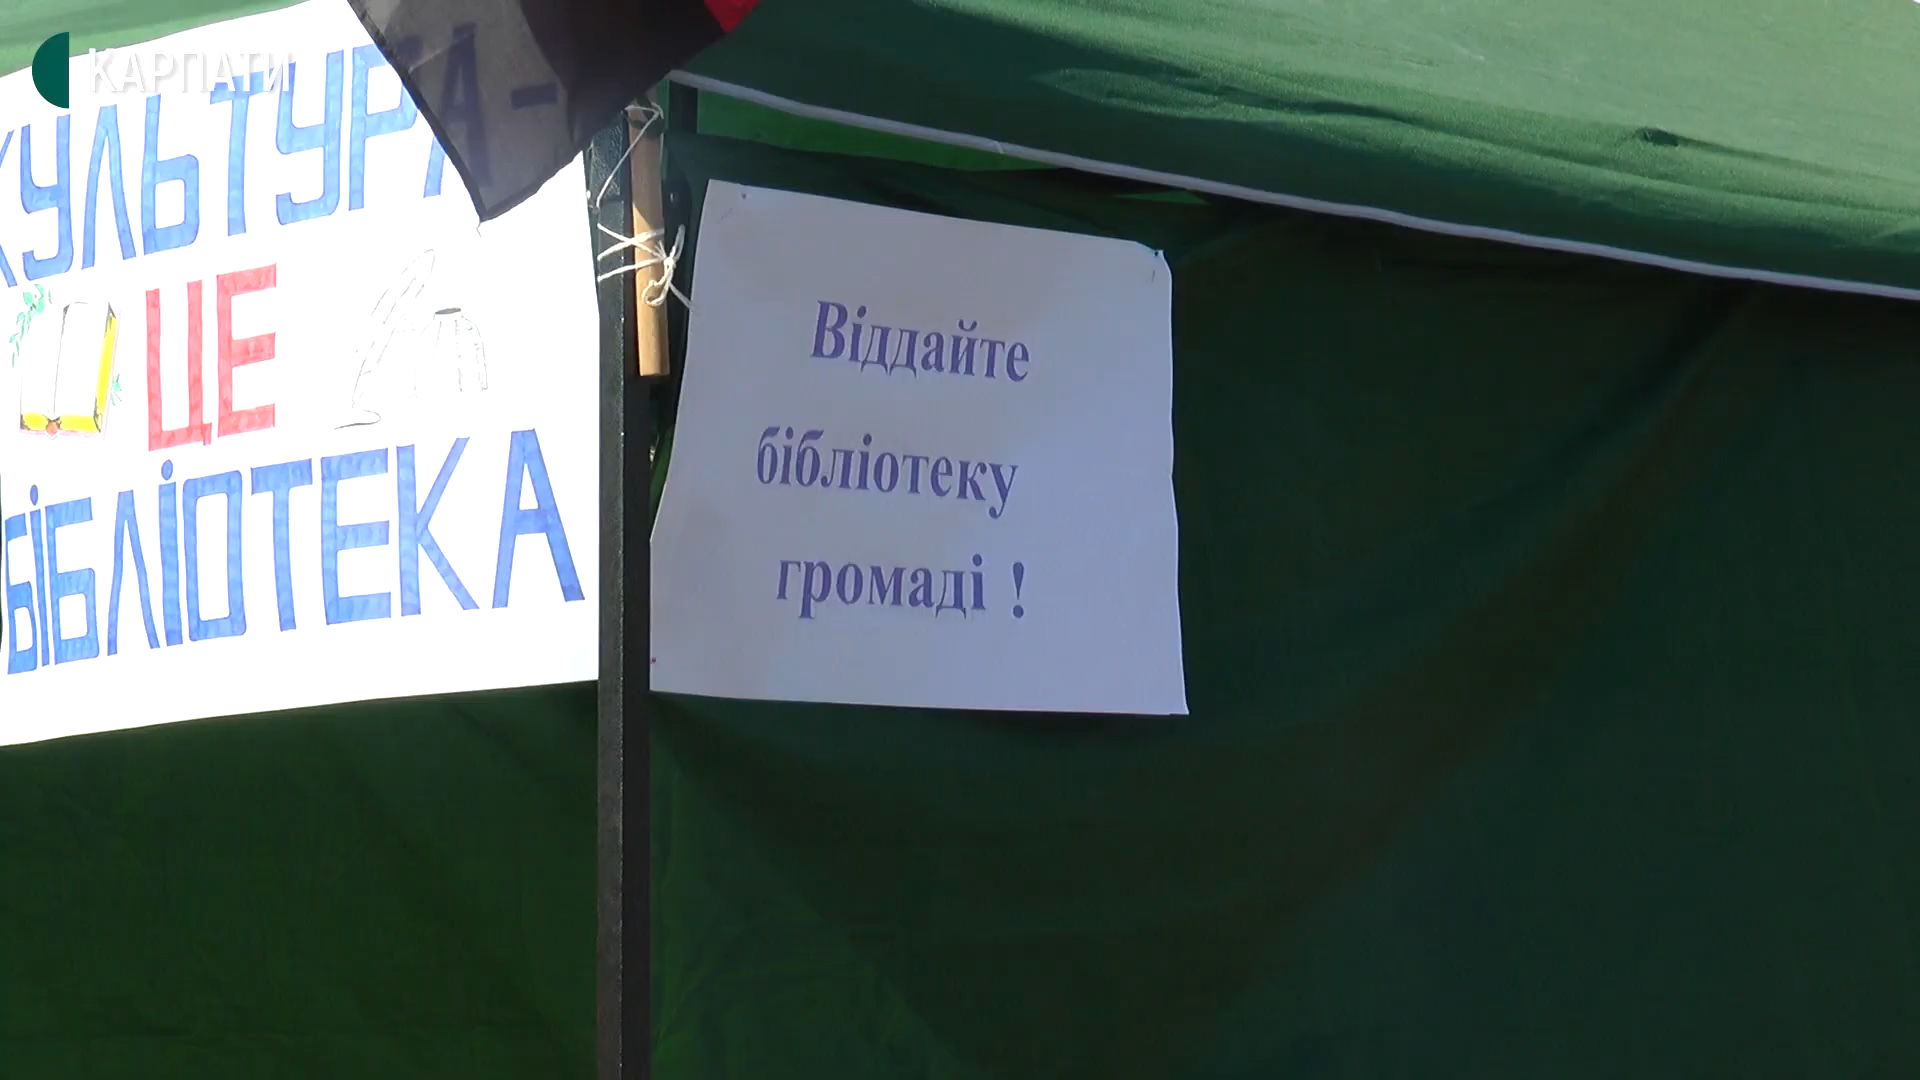 КАРПАТИ
КУЛЬТУРА -
ЦЕ
БІБЛІОТЕКА
Віддайте
бібліотеку
громаді !